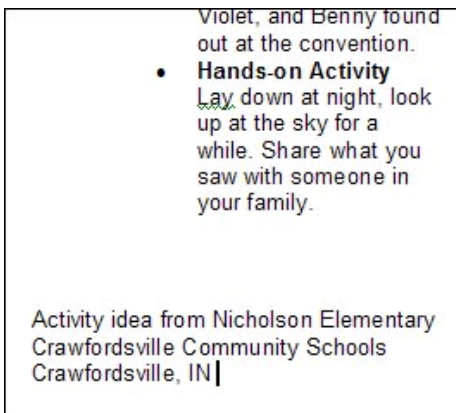 Violet, and Benny found
out at the convention.
• Hands-on Activity
Lay down at night, look
up at the sky for a
while. Share what you
saw with someone in
your family.
Activity idea from Nicholson Elementary
Crawfordsville Community Schools
Crawfordsville, IN